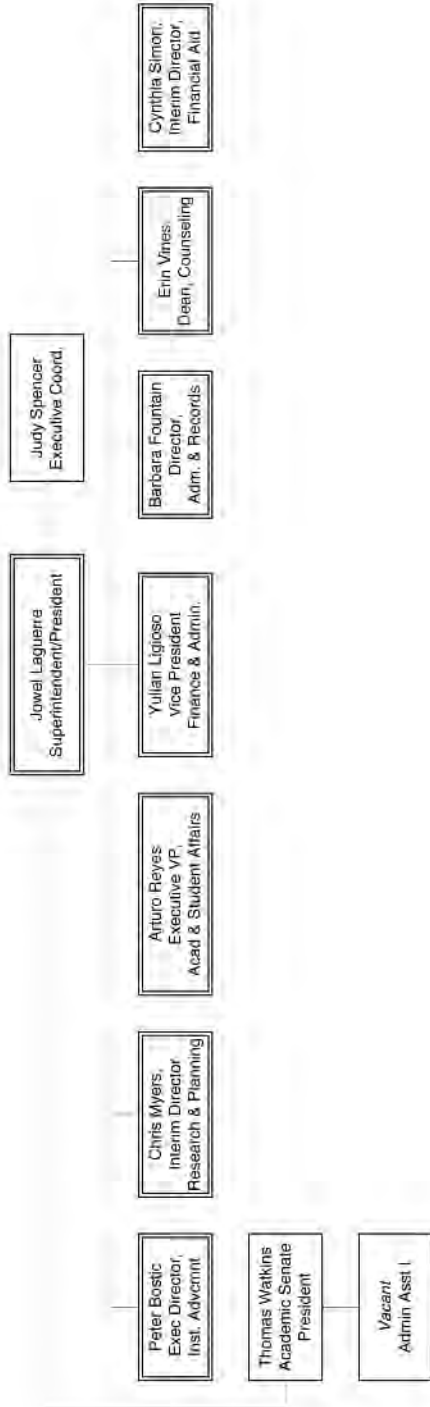 Jowel Laguerre
Superintendent/President
Judy Spencer
Executive Coord.
Peter Bostic
Exec Director,
Inst. Advcmnt
Chris Myers,
Interim Director
Research & Planning
Arturo Reyes
Executive VP,
Acad & Student Affairs
Yulian Ligioso
Vice President
Finance & Admin.
Barbara Fountain
Director,
Adm. & Records
Erin Vines
Dean, Counseling
Cynthia Simon,
Interim Director,
Financial Aid
Thomas Watkins
Academic Senate
President
Vacant
Admin Asst I